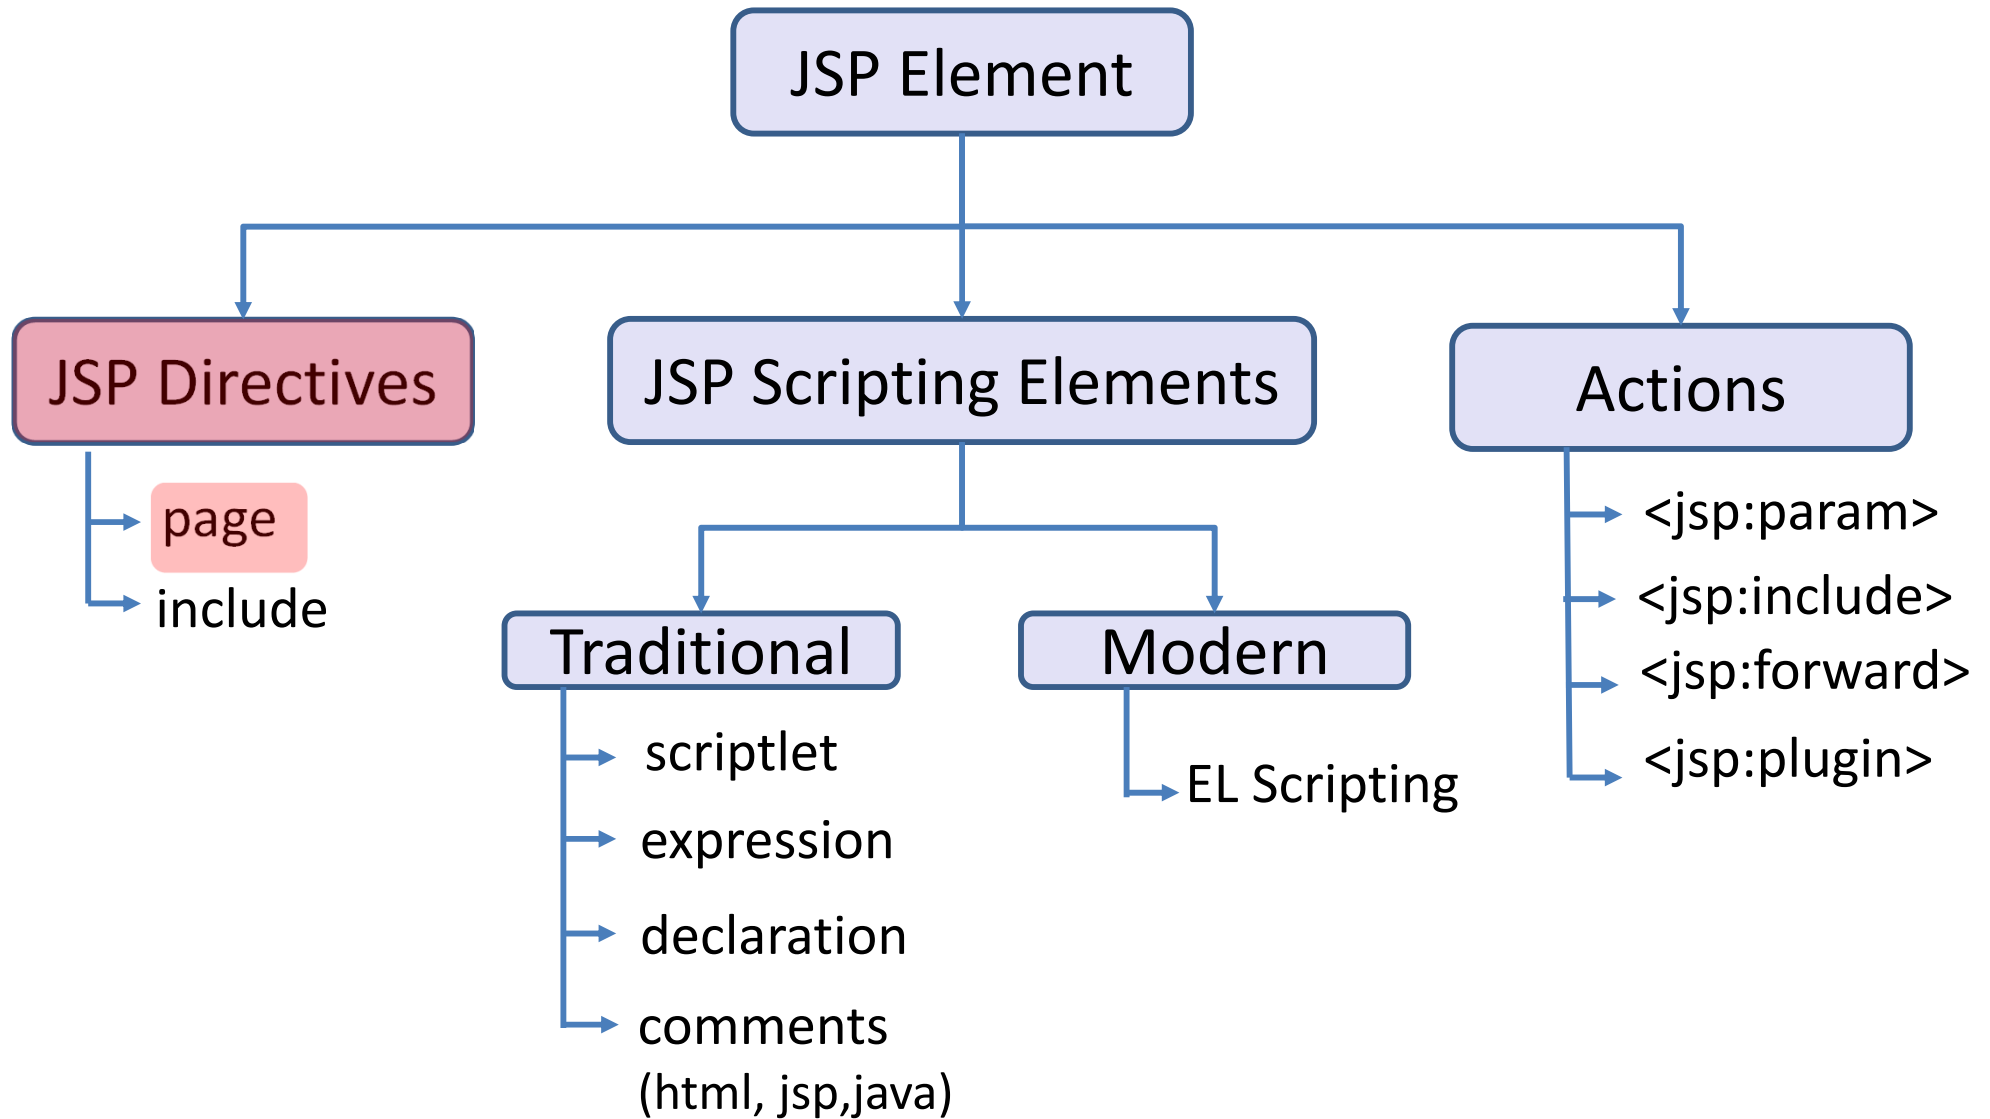 JSP Element
JSP Directives
page
include
JSP Scripting Elements
Traditional
scriptlet
expression
declaration
comments
(html, jsp,java)
Modern
EL Scripting
Actions
<jsp:param>
<jsp:include>
<jsp:forward>
<jsp:plugin>